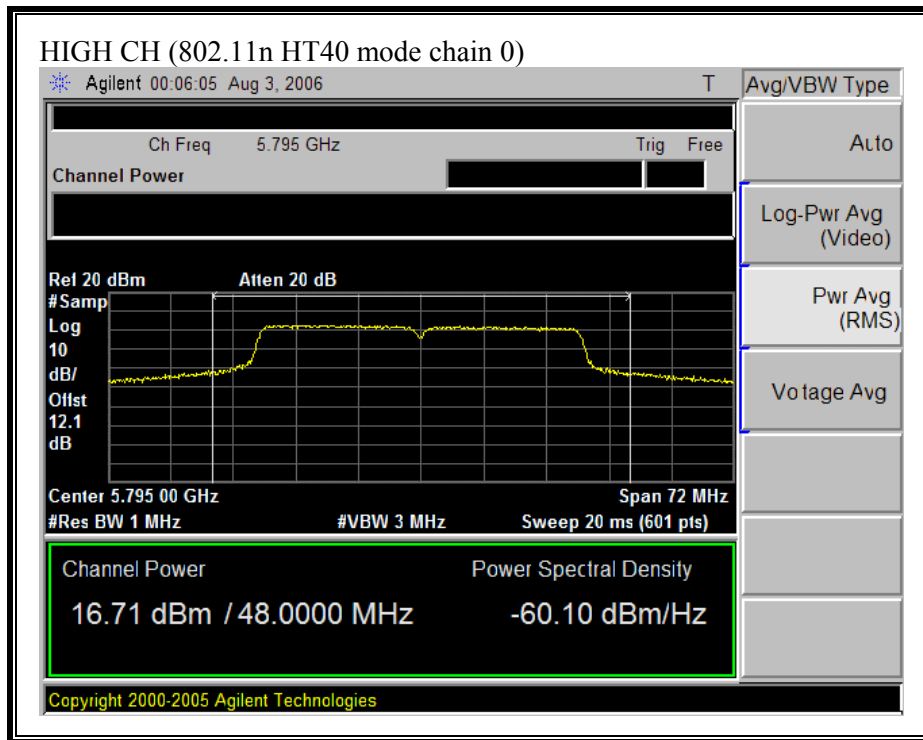 HIGH CH (802.11n HT40 mode chain 0)
Agilent 00:06:05 Aug 3, 2006 T
Avg/VBW Type
Ch Freq 5.795 GHz Trig Free
Channel Power
Auto
Log-Pwr Avg
(Video)
Pwr Avg
(RMS)
Voltage Avg
Ref 20 dBm Atten 20 dB
#Samp
Log
10
dB/
Offst
12.1
dB
Center 5.795 00 GHz Span 72 MHz
#Res BW 1 MHz #VBW 3 MHz Sweep 20 ms (601 pts)
Channel Power Power Spectral Density
16.71 dBm / 48.0000 MHz -60.10 dBm/Hz
Copyright 2000-2005 Agilent Technologies